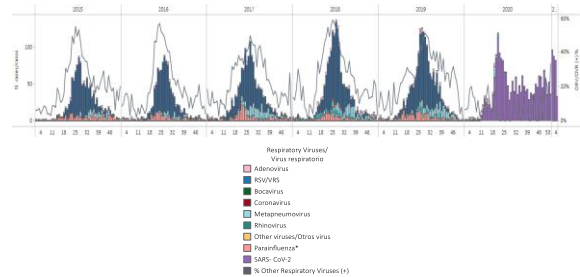 2015 2016 2017 2018 2019 2020 2...
100
50
0
60%
40%
20%
0%
4 11 18 25 32 39 46 4 11 18 25 32 39 46 4 11 18 25 32 39 46 4 11 18 25 32 39 46 4 11 18 25 32 39 46 4 11 18 25 32 40 46 53 4
Respiratory Viruses/
Virus respiratorio
Adenovirus
RSV/VRS
Bocavirus
Coronavirus
Metapneumovirus
Rhinovirus
Other viruses/Otros virus
Parainfluenza*
SARS- CoV-2
% Other Respiratory Viruses (+)